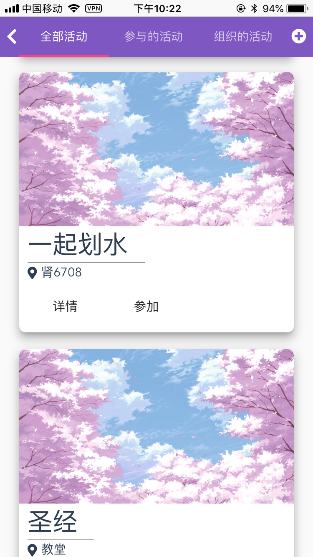 中国移动 VPN 下午10:22 94%
全部活动 参与的活动 组织的活动
一起划水
肾6708
详情 参加
圣经
教堂